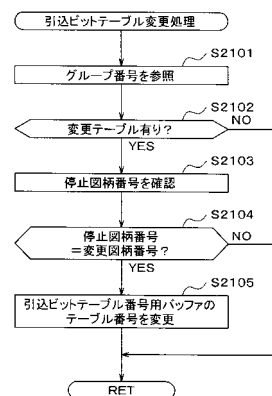 引込ビットテーブル変更処理
S2101
グループ番号を参照
S2102
変更テーブル有り?
NO
YES
S2103
停止図柄番号を確認
S2104
停止図柄番号
=変更図柄番号?
NO
YES
S2105
引込ビットテーブル番号用バッファの
テーブル番号を変更
RET